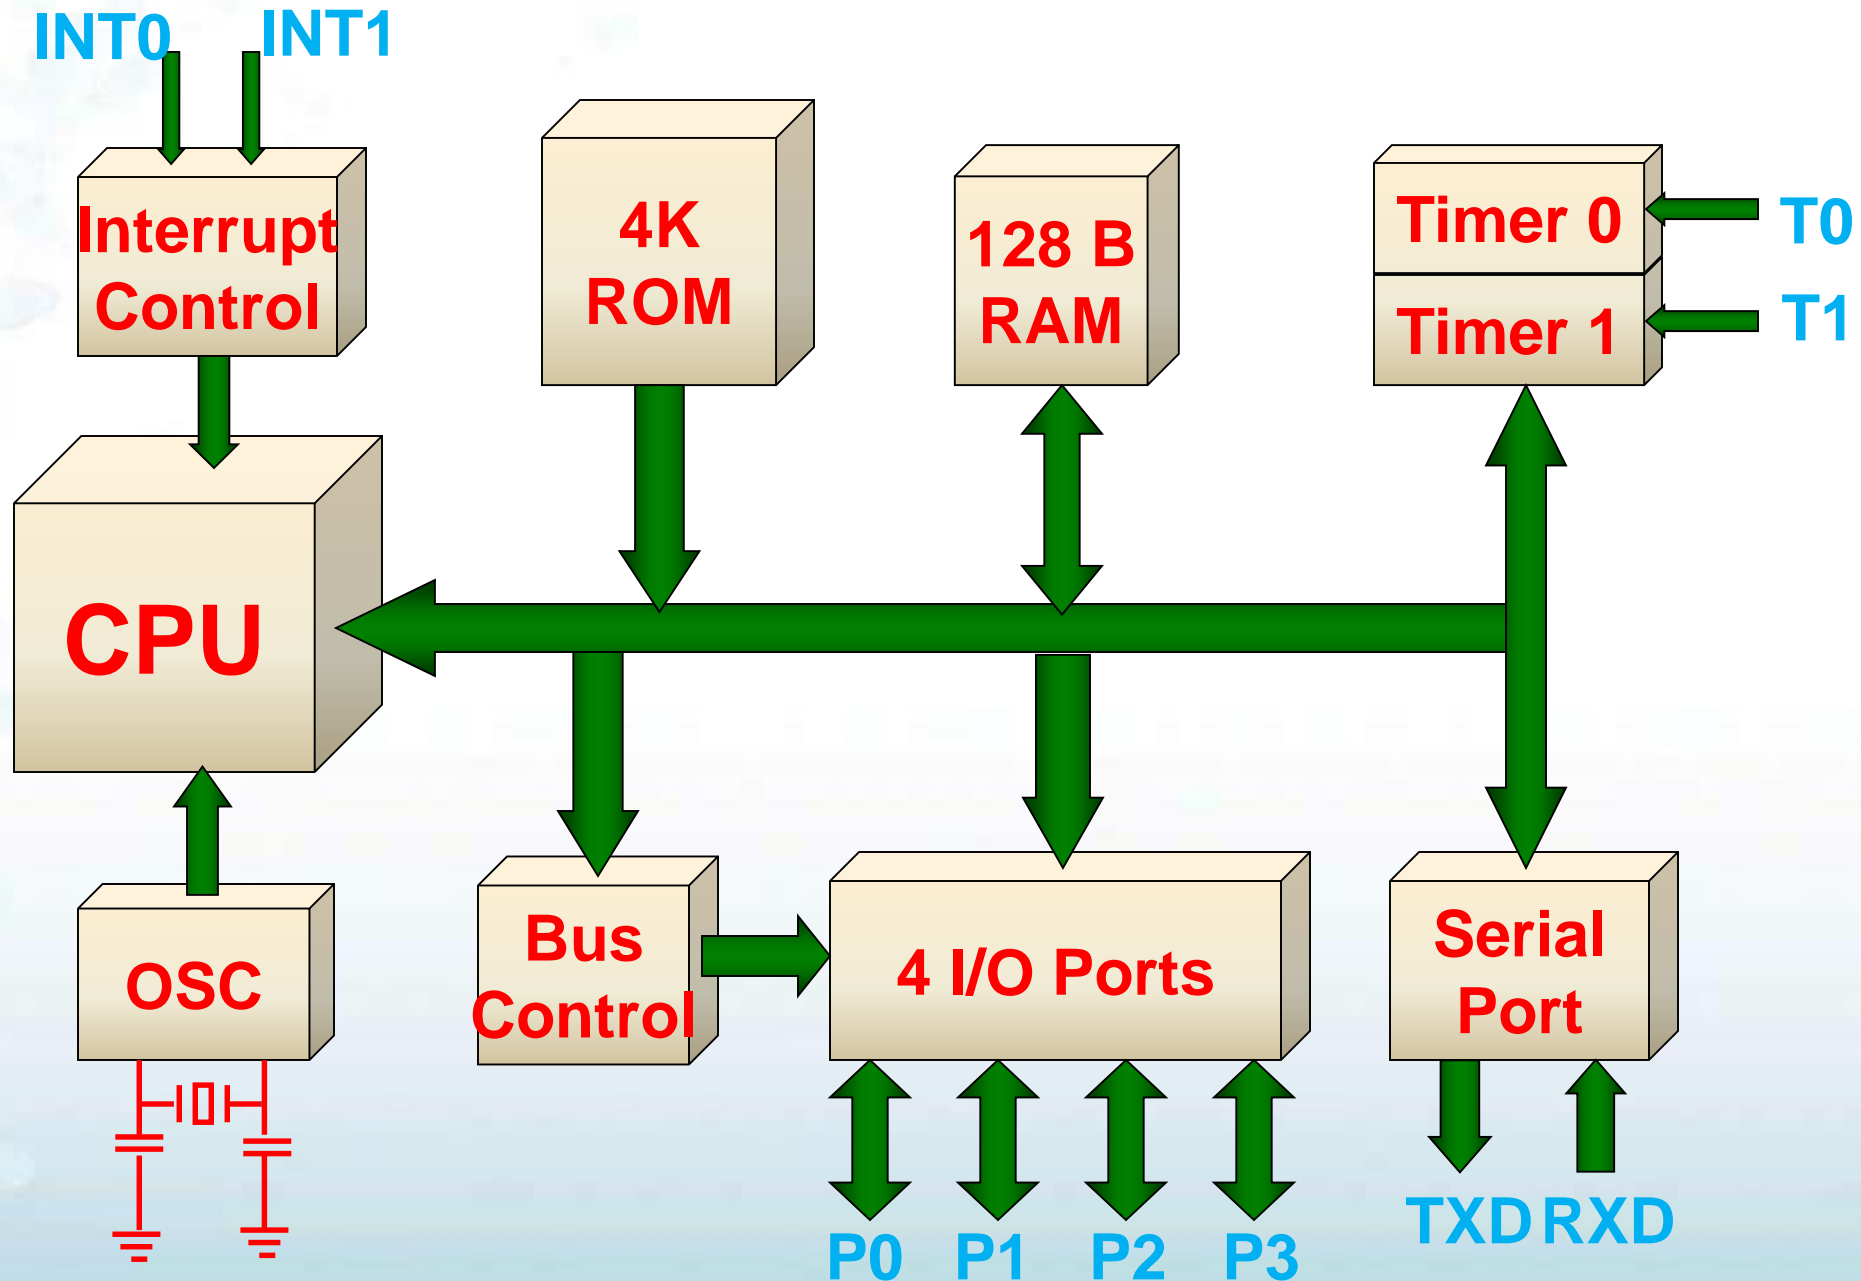 INT0 INT1
Interrupt
Control
4K
ROM
128 B
RAM
Timer 0
T0
Timer 1
T1
CPU
OSC
Bus
Control
4 I/O Ports
Serial
Port
P0 P1 P2 P3
TXD RXD